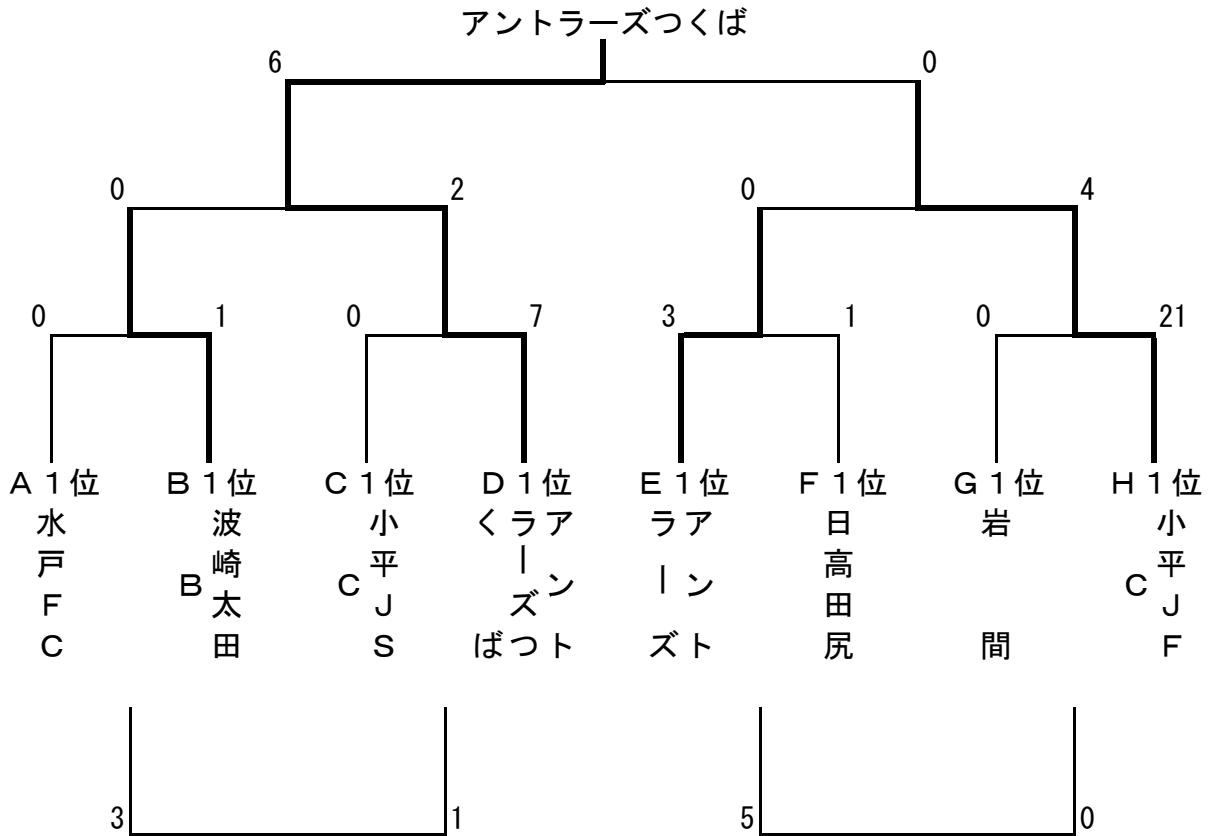 アントラーズつくば
6 0
0 2 0 4
0 1 0 7 3 1 0 21
A1位 B1位 C1位 D1位 E1位 F1位 G1位 H1位
水戸FC
波崎太田
B
小平JS
C
アント
ラーズつ
くば
アント
ラーズ
日高田尻
岩間
小平JF
C
3 1 5 0